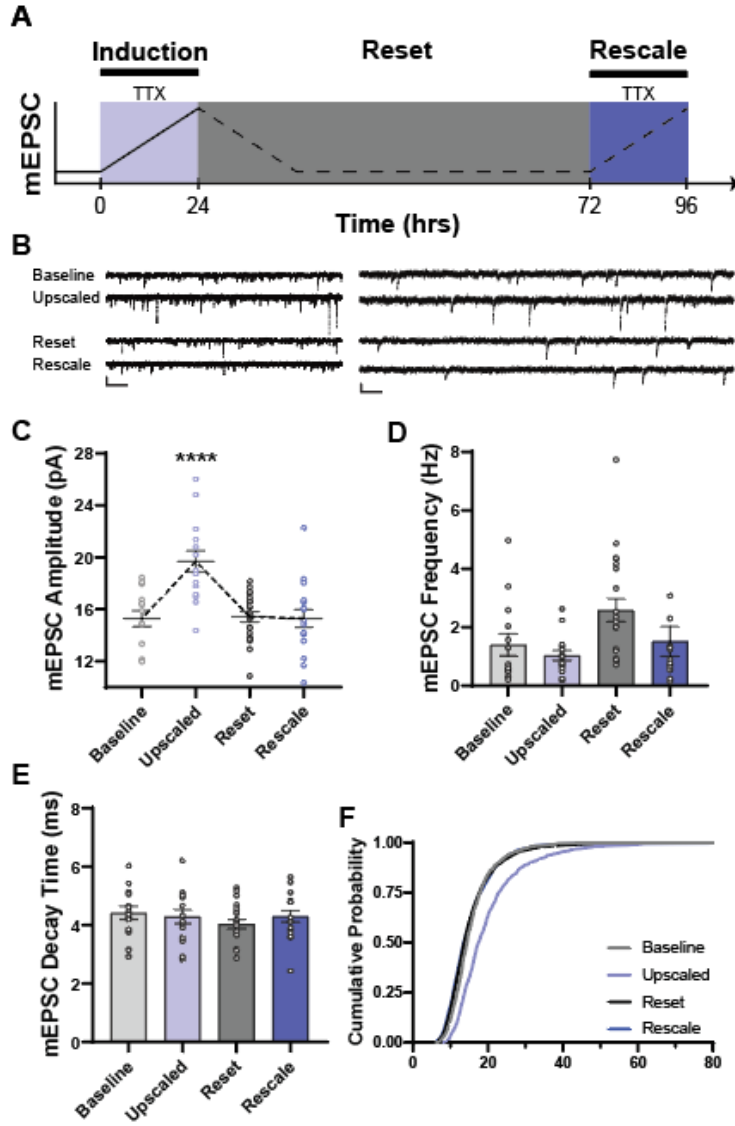 A
Induction
Reset
Rescale
TTX
TTX
mEPSC
0
24
72
96
Time (hrs)
B
Baseline
Upscaled
Reset
Rescale
C
mEPSC Amplitude (pA)
28
24
20
16
12
****
Baseline
Upscaled
Reset
Rescale
D
mEPSC Frequency (Hz)
8
6
4
2
0
Baseline
Upscaled
Reset
Rescale
E
mEPSC Decay Time (ms)
8
6
4
2
0
Baseline
Upscaled
Reset
Rescale
F
Cumulative Probability
1.00
0.75
0.50
0.25
0.00
0
20
40
60
80
Baseline
Upscaled
Reset
Rescale